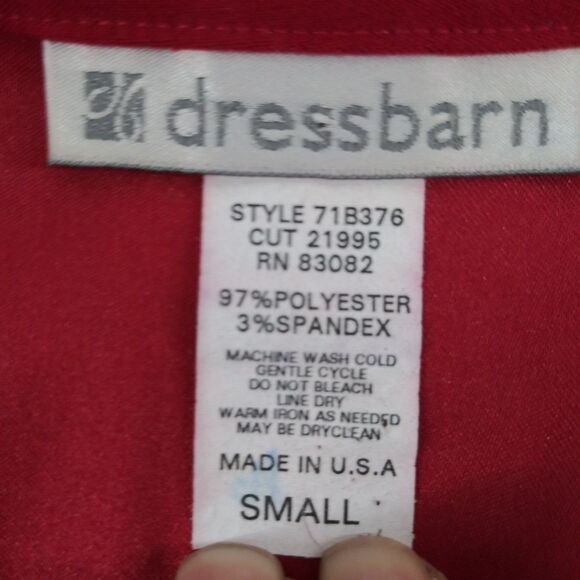 dressbarn
STYLE 71B376
CUT 21995
RN 83082
97%POLYESTER
3%SPANDEX
MACHINE WASH COLD
GENTLE CYCLE
DO NOT BLEACH
LINE DRY
WARM IRON AS NEEDED
MAY BE DRYCLEAN
MADE IN U.S.A
SMALL